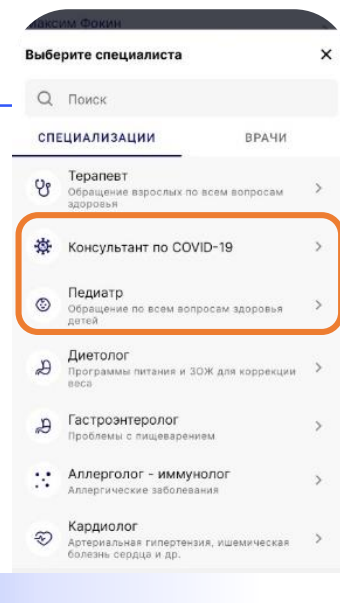 Максим Фокин
Выберите специалиста
Поиск
СПЕЦИАЛИЗАЦИИ
ВРАЧИ
Терапевт
Обращение взрослых по всем вопросам
здоровья
Консультант по COVID-19
Педиатр
Обращение по всем вопросам здоровья
детей
Диетолог
Программы питания и ЗОЖ для коррекции
веса
Гастроэнтеролог
Проблемы с пищеварением
Аллерголог - иммунолог
Аллергические заболевания
Кардиолог
Артериальная гипертензия, ишемическая
болезнь сердца и др.